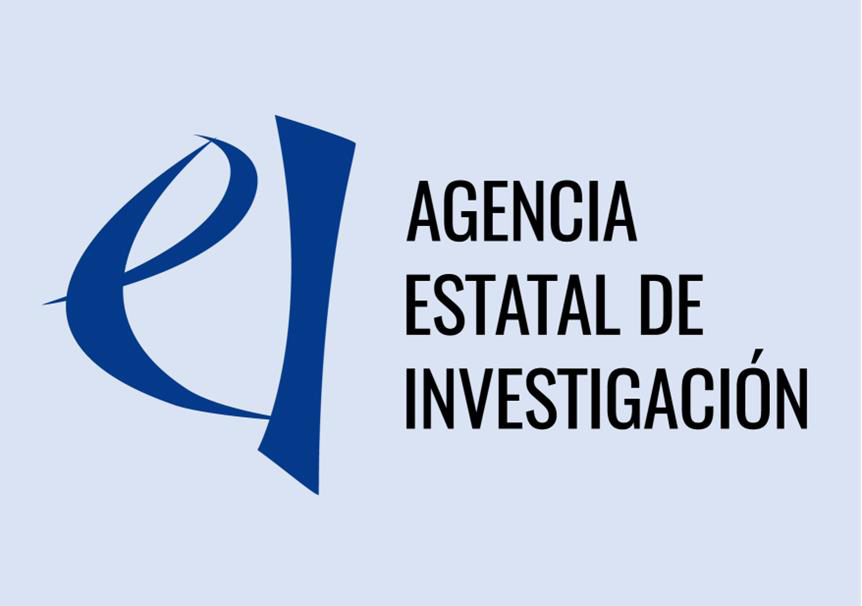 AGENCIA
ESTATAL DE
INVESTIGACIÓN